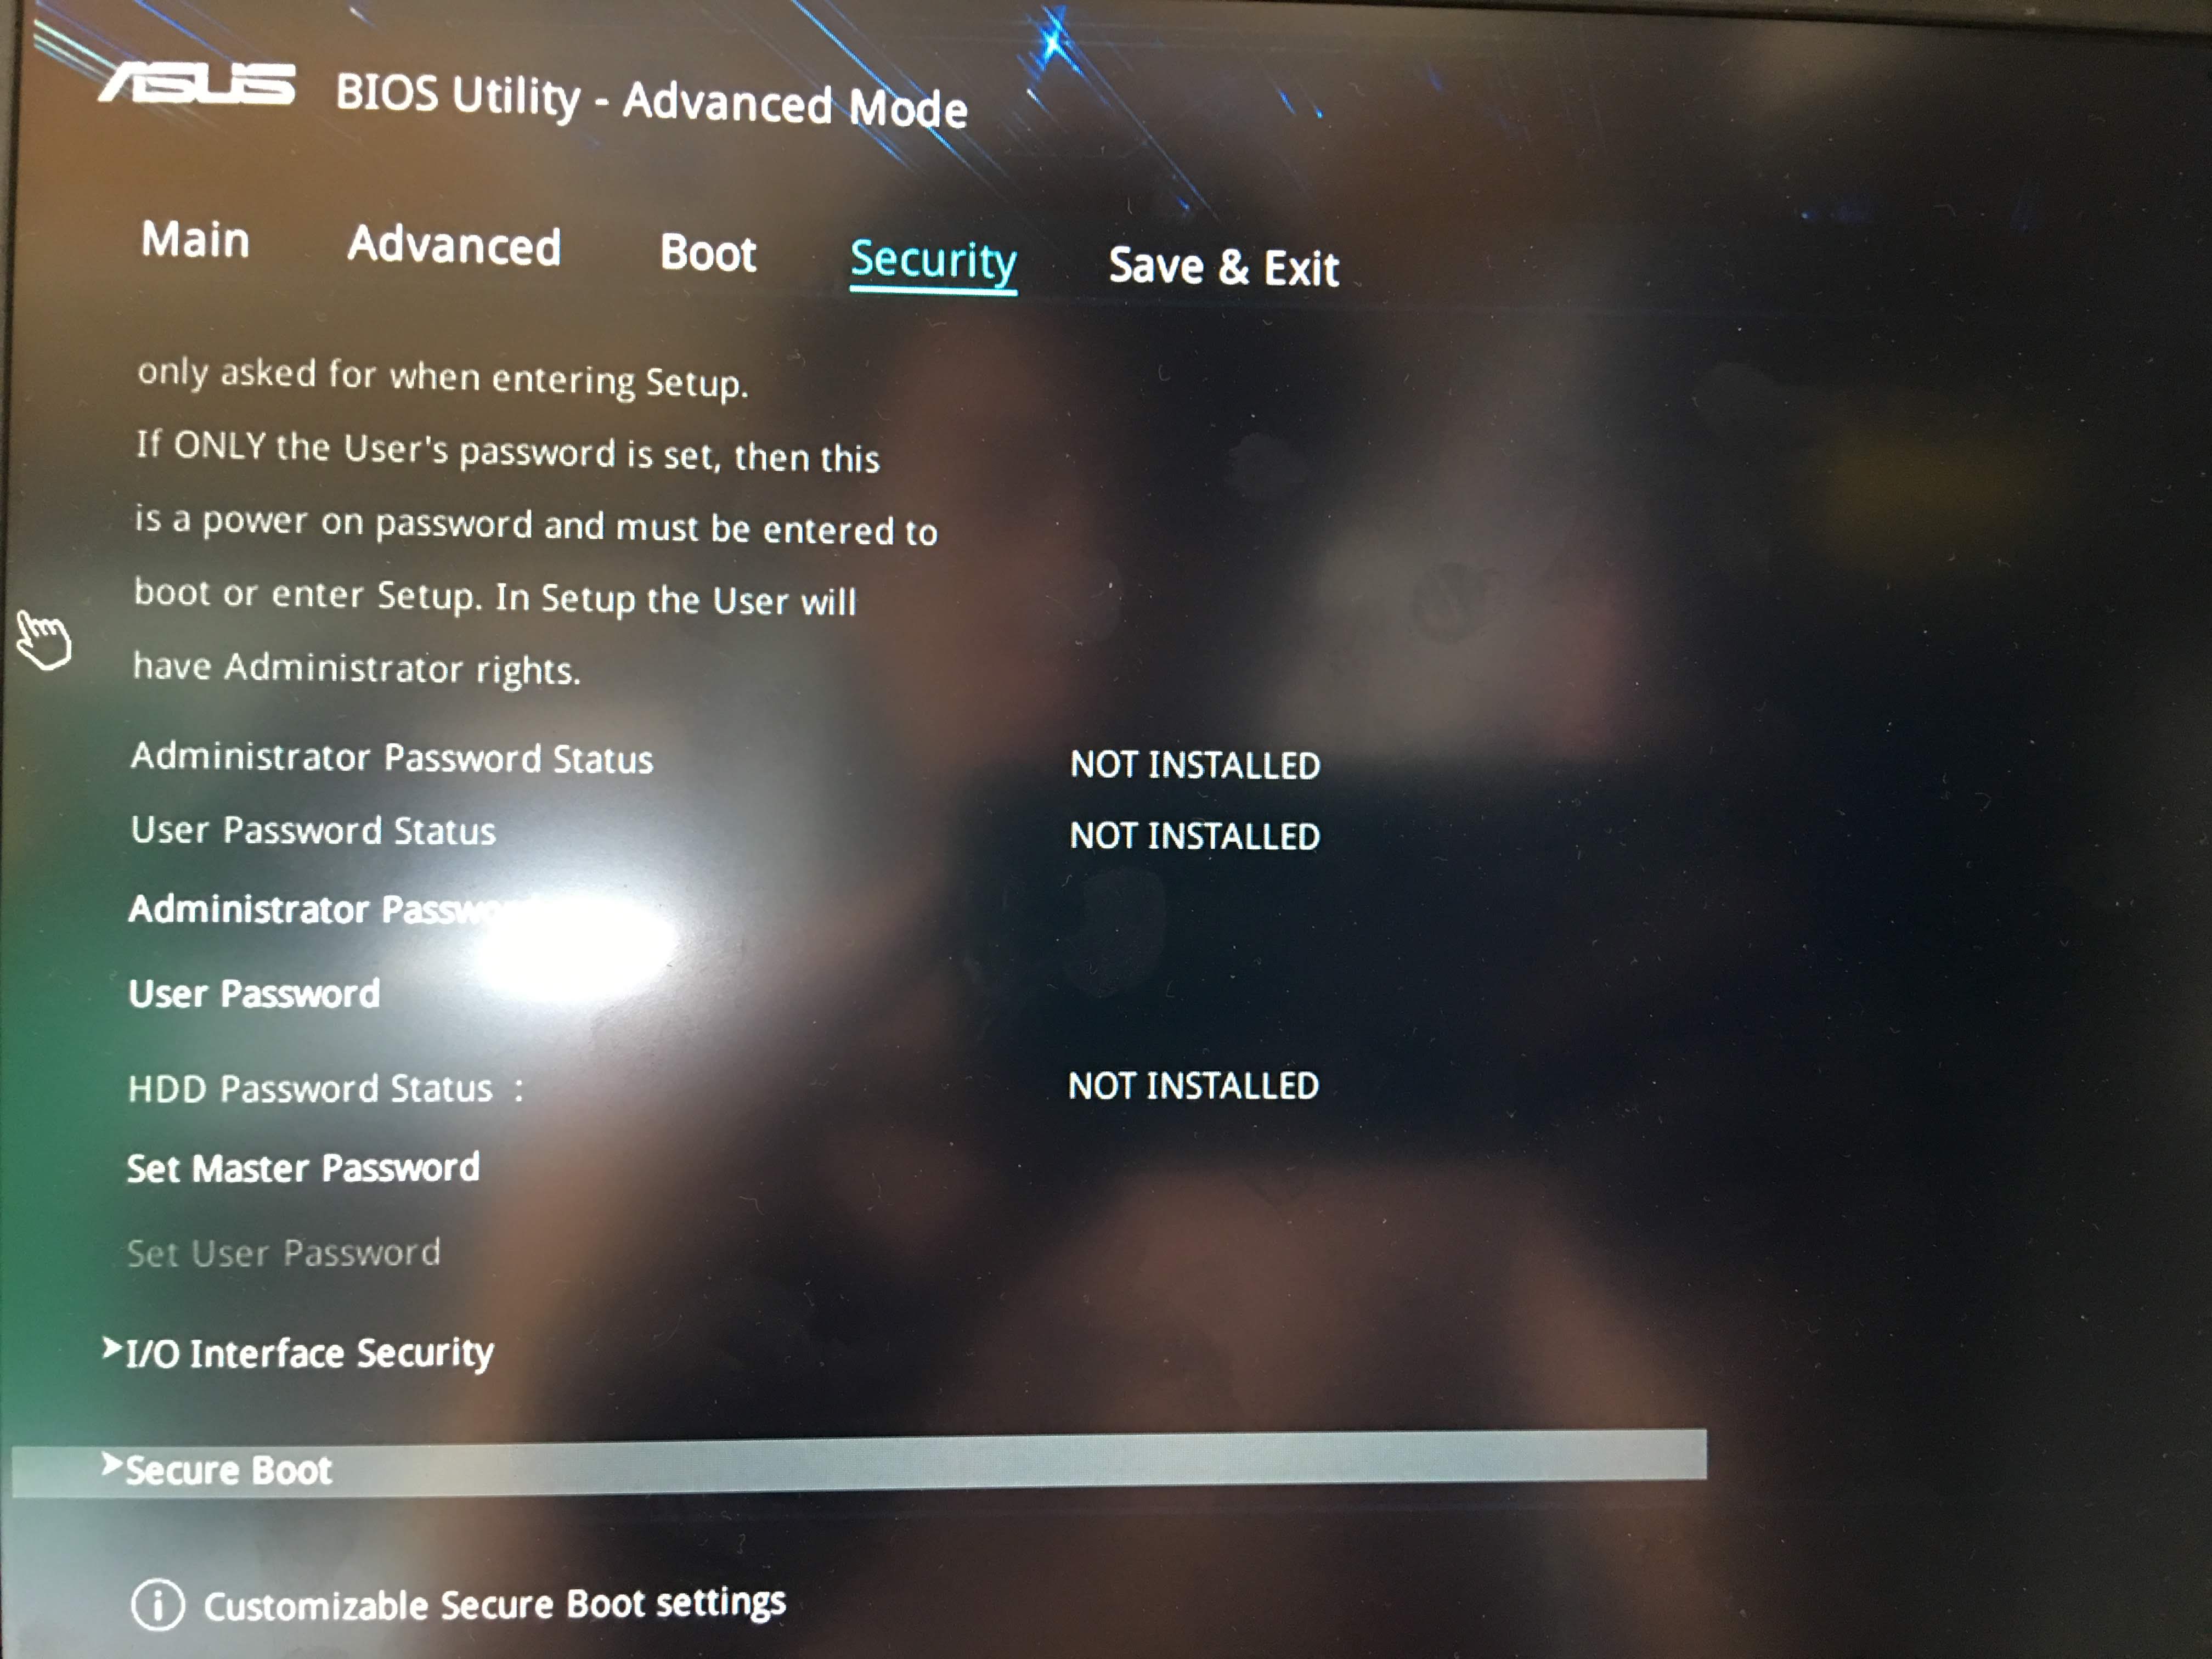 ASUS BIOS Utility - Advanced Mode
Main Advanced Boot Security Save & Exit
only asked for when entering Setup.
If ONLY the User's password is set, then this
is a power on password and must be entered to
boot or enter Setup. In Setup the User will
have Administrator rights.
Administrator Password Status NOT INSTALLED
User Password Status NOT INSTALLED
Administrator
User Password
HDD Password Status : NOT INSTALLED
Set Master Password
Set User Password
➤I/O Interface Security
➤Secure Boot
Customizable Secure Boot settings